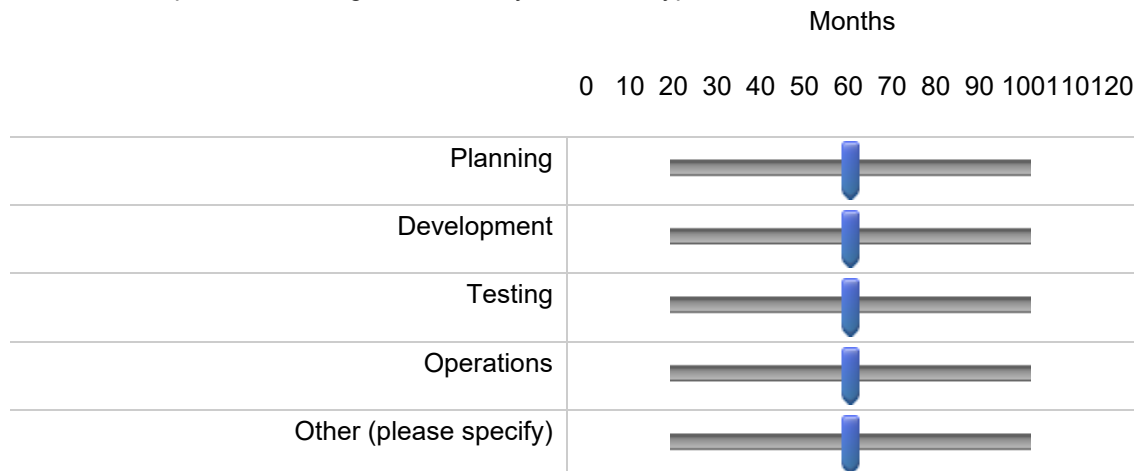 Months
0 10 20 30 40 50 60 70 80 90 100110120
Planning
Development
Testing
Operations
Other (please specify)